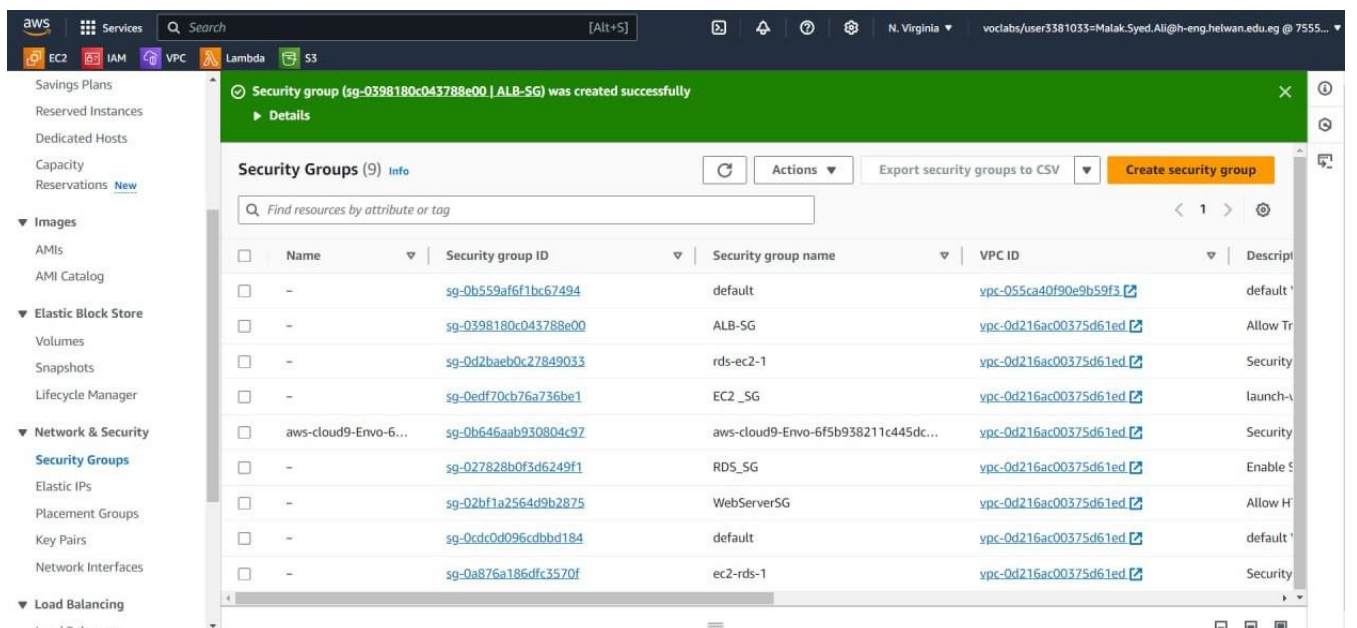 aws Services Search [Alt+S] N. Virginia voclabs/user3381033=Malak.Syed.Ali@h-eng.helwan.edu.eg @ 7555...
EC2 IAM VPC Lambda S3
Savings Plans
Reserved Instances
Dedicated Hosts
Capacity
Reservations New
Images
AMIs
AMI Catalog
Elastic Block Store
Volumes
Snapshots
Lifecycle Manager
Network & Security
Security Groups
Elastic IPs
Placement Groups
Key Pairs
Network Interfaces
Load Balancing
Security group (sg-0398180c043788e00 | ALB-SG) was created successfully
Details
Security Groups (9) Info Actions Export security groups to CSV Create security group
Find resources by attribute or tag 1
Name Security group ID Security group name VPC ID Descript
– sg-0b559af6f1bc67494 default vpc-055ca40f90e9b59f3 default
– sg-0398180c043788e00 ALB-SG vpc-0d216ac00375d61ed Allow Tr
– sg-0d2baeb0c27849033 rds-ec2-1 vpc-0d216ac00375d61ed Security
– sg-0edf70cb76a736be1 EC2 _SG vpc-0d216ac00375d61ed launch-
aws-cloud9-Envo-6... sg-0b646aab930804c97 aws-cloud9-Envo-6f5b938211c445dc... vpc-0d216ac00375d61ed Security
– sg-027828b0f3d6249f1 RDS_SG vpc-0d216ac00375d61ed Enable S
– sg-02bf1a2564d9b2875 WebServerSG vpc-0d216ac00375d61ed Allow H
– sg-0cdc0d096cdbbd184 default vpc-0d216ac00375d61ed default
– sg-0a876a186dfc3570f ec2-rds-1 vpc-0d216ac00375d61ed Security